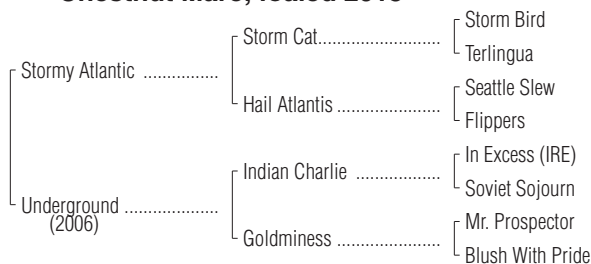 Chestnut Mare; foaled
Storm Bird
Storm Cat
Terlingua
Stormy Atlantic
Seattle Slew
Hail Atlantis
Flippers
In Excess (IRE)
Indian Charlie
Soviet Sojourn
Underground
(2006)
Mr. Prospector
Goldminess
Blush With Pride